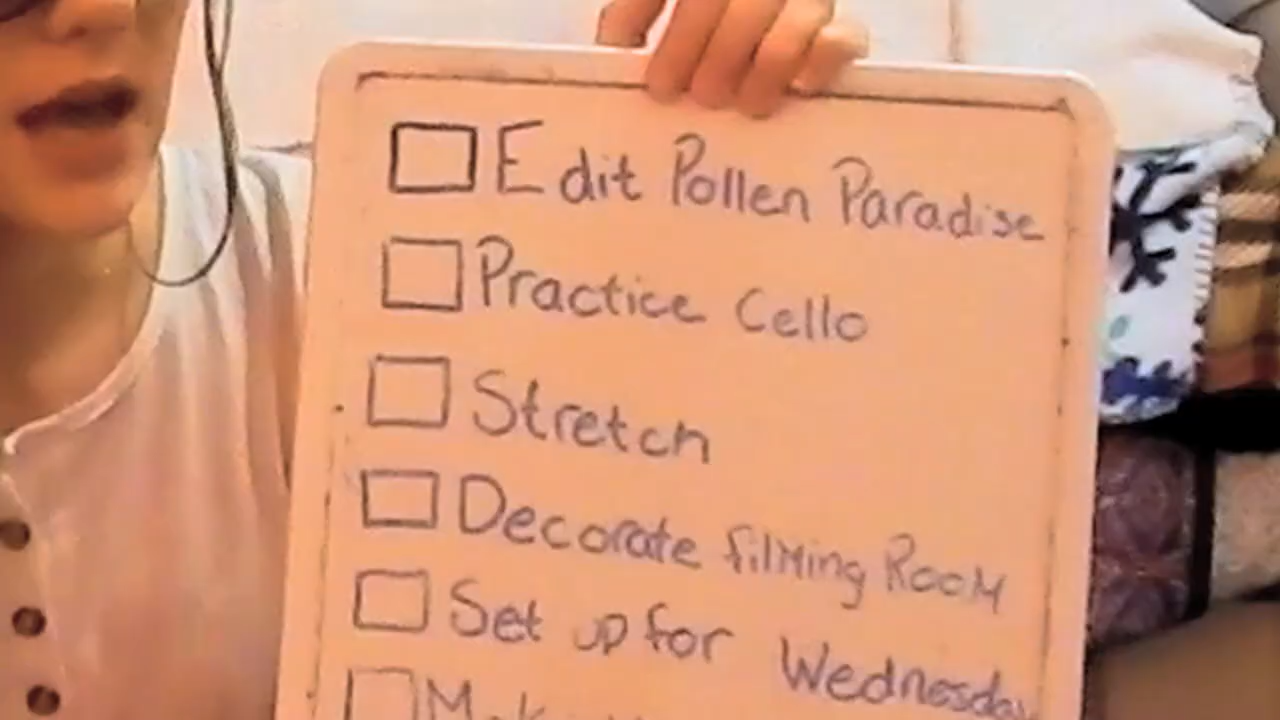 Edit Pollen Paradise
Practice Cello
Stretch
Decorate filming Room
Set up for Wednesday